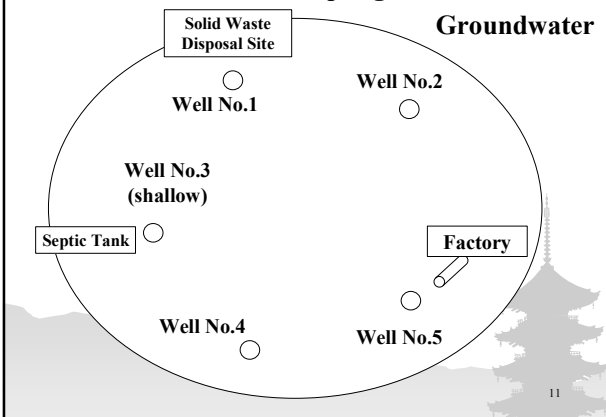 Groundwater
Solid Waste
Disposal Site
Well No.1
Well No.2
Well No.3
(shallow)
Septic Tank
Factory
Well No.4
Well No.5
11